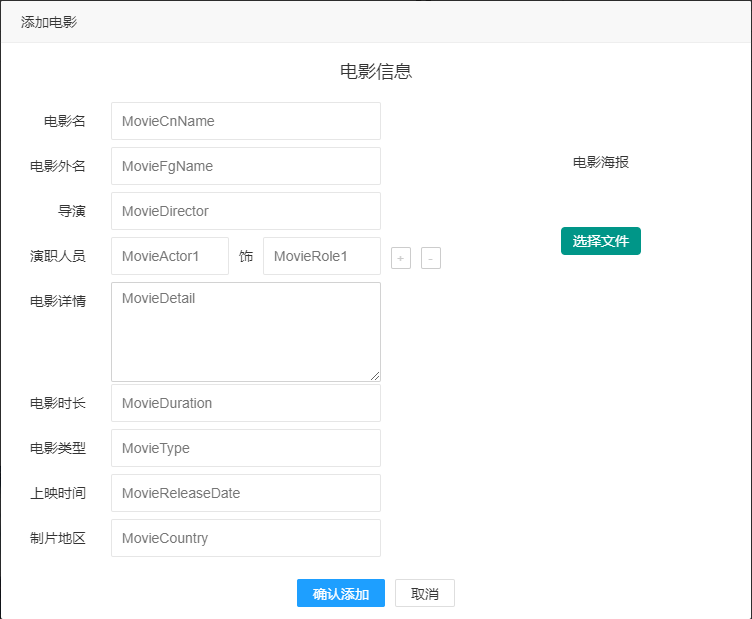 添加电影
电影信息
电影名 MovieCnName
电影外名 MovieFgName
电影海报
导演 MovieDirector
选择文件
演职人员 MovieActor1 饰 MovieRole1 + -
电影详情 MovieDetail
电影时长 MovieDuration
电影类型 MovieType
上映时间 MovieReleaseDate
制片地区 MovieCountry
确认添加 取消